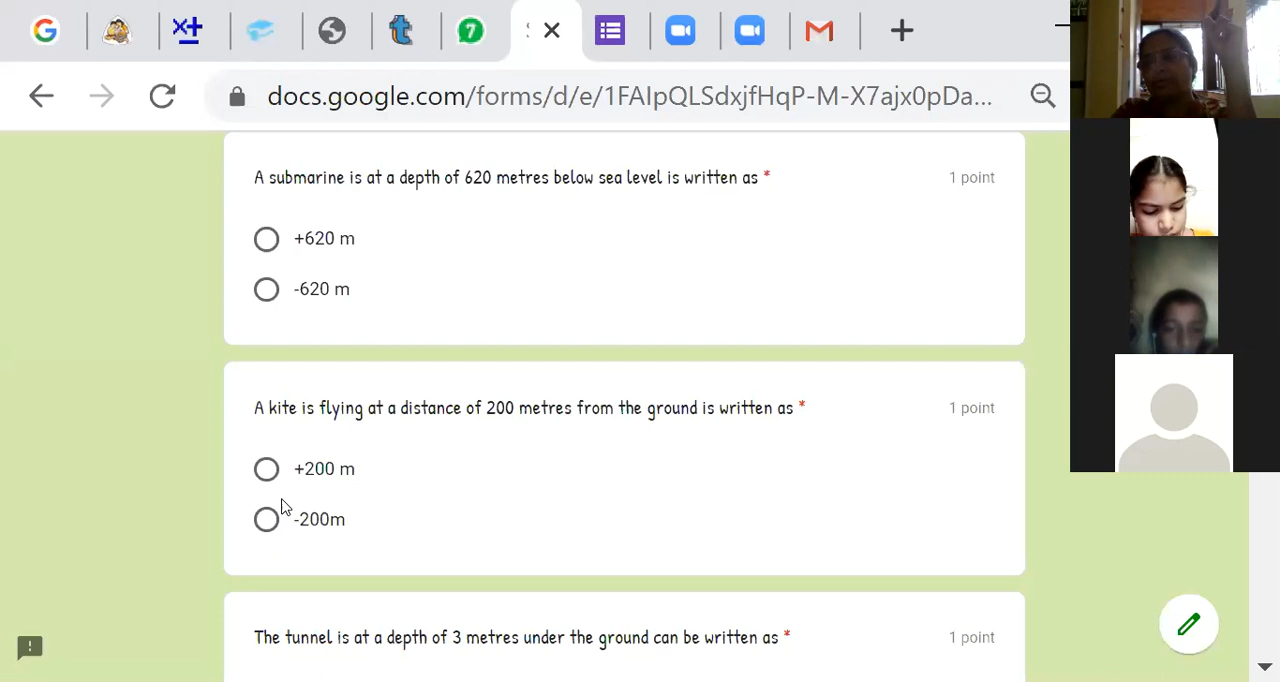 7
docs.google.com/forms/d/e/1FAIpQLSdxjfHqP-M-X7ajx0pDa...
A submarine is at a depth of 620 metres below sea level is written as *
1 point
+620 m
-620 m
A kite is flying at a distance of 200 metres from the ground is written as *
1 point
+200 m
-200m
The tunnel is at a depth of 3 metres under the ground can be written as *
1 point